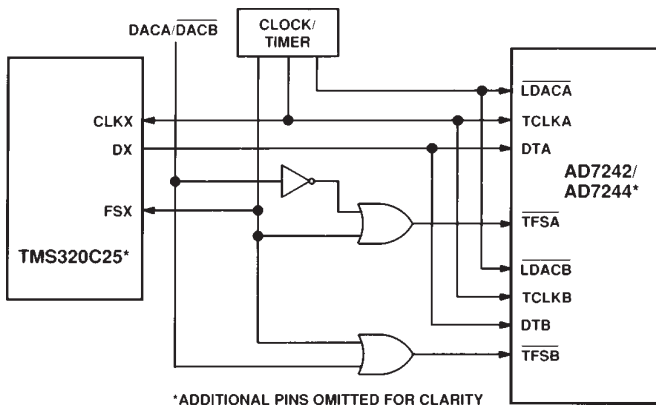 DACA/DACB
CLOCK/
TIMER
CLKX
DX
FSX
TMS320C25*
LDACA
TCLKA
DTA
AD7242/
AD7244*
TFSA
LDACB
TCLKB
DTB
TFSB
*ADDITIONAL PINS OMITTED FOR CLARITY